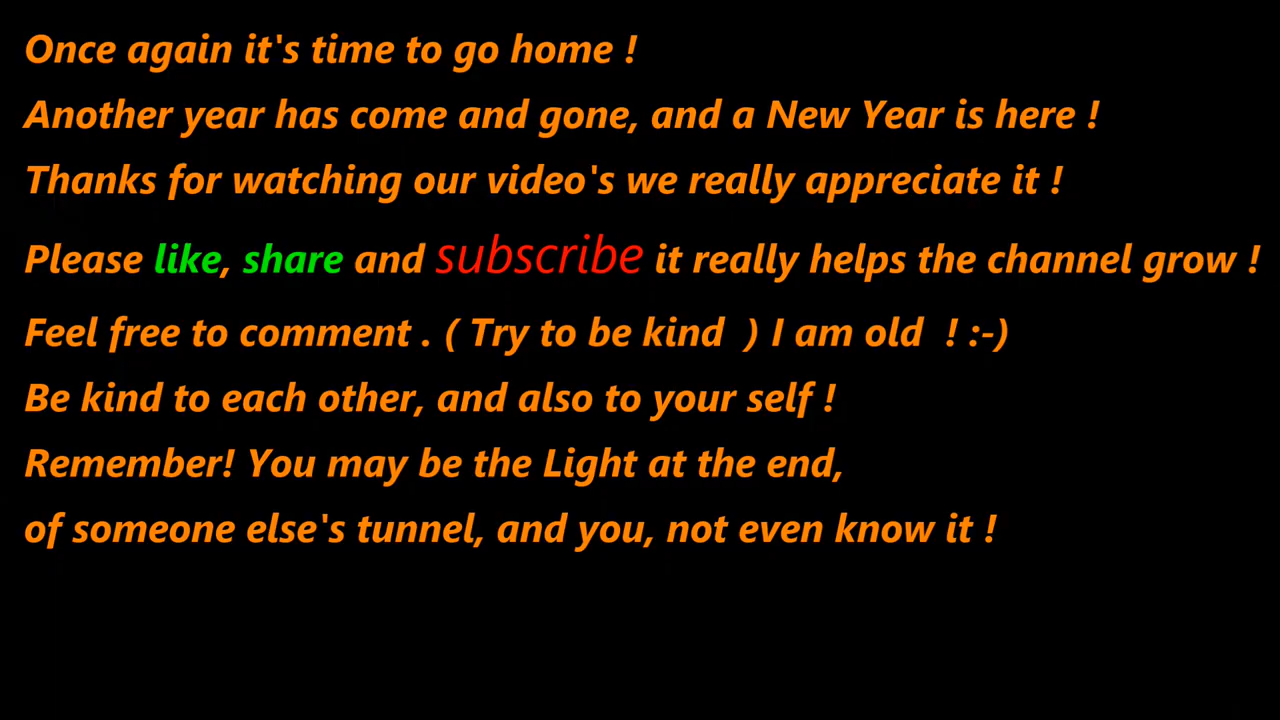 Once again it's time to go home !
Another year has come and gone, and a New Year is here !
Thanks for watching our video's we really appreciate it !
Please like, share and subscribe it really helps the channel grow !
Feel free to comment . ( Try to be kind  ) I am old  ! :-)
Be kind to each other, and also to your self !
Remember! You may be the Light at the end,
of someone else's tunnel, and you, not even know it !